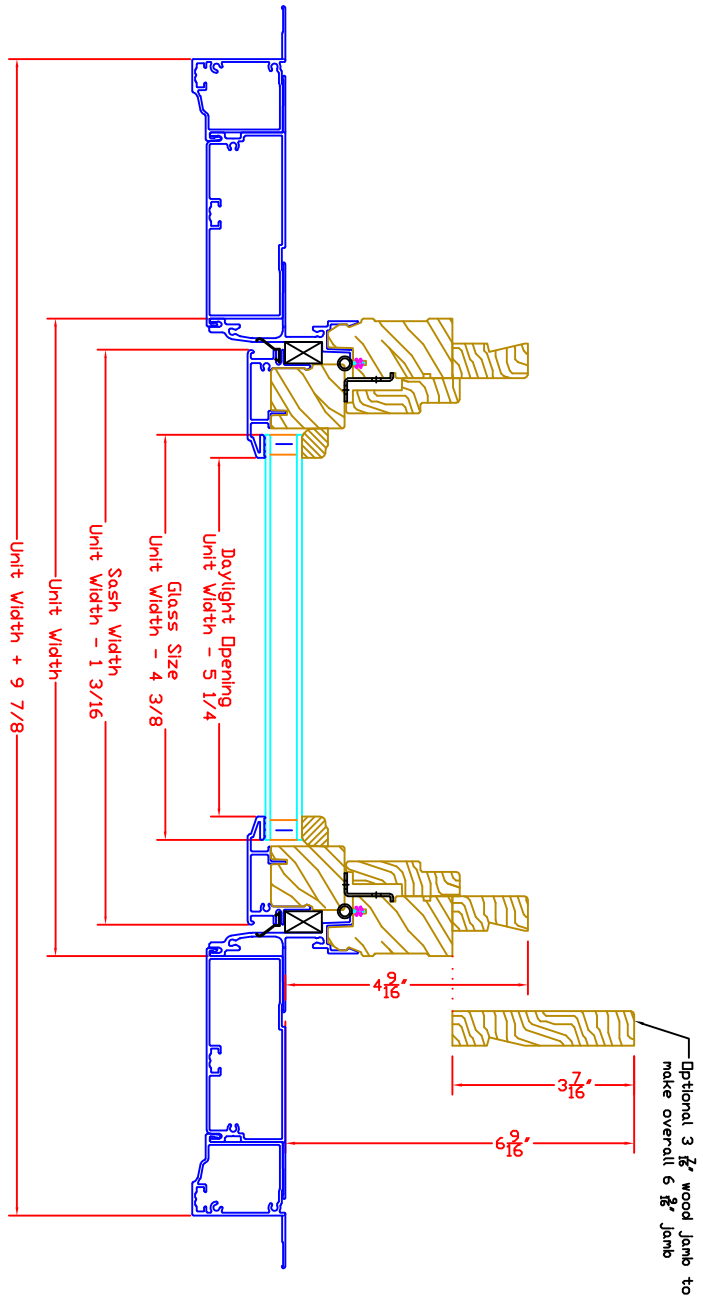 Optional 3 7/16" wood jamb to
make overall 6 9/16" jamb
4 9/16"
3 7/16"
6 9/16"
Daylight Opening
Unit Width - 5 1/4
Glass Size
Unit Width - 4 3/8
Sash Width
Unit Width - 1 3/16
Unit Width
Unit Width + 9 7/8